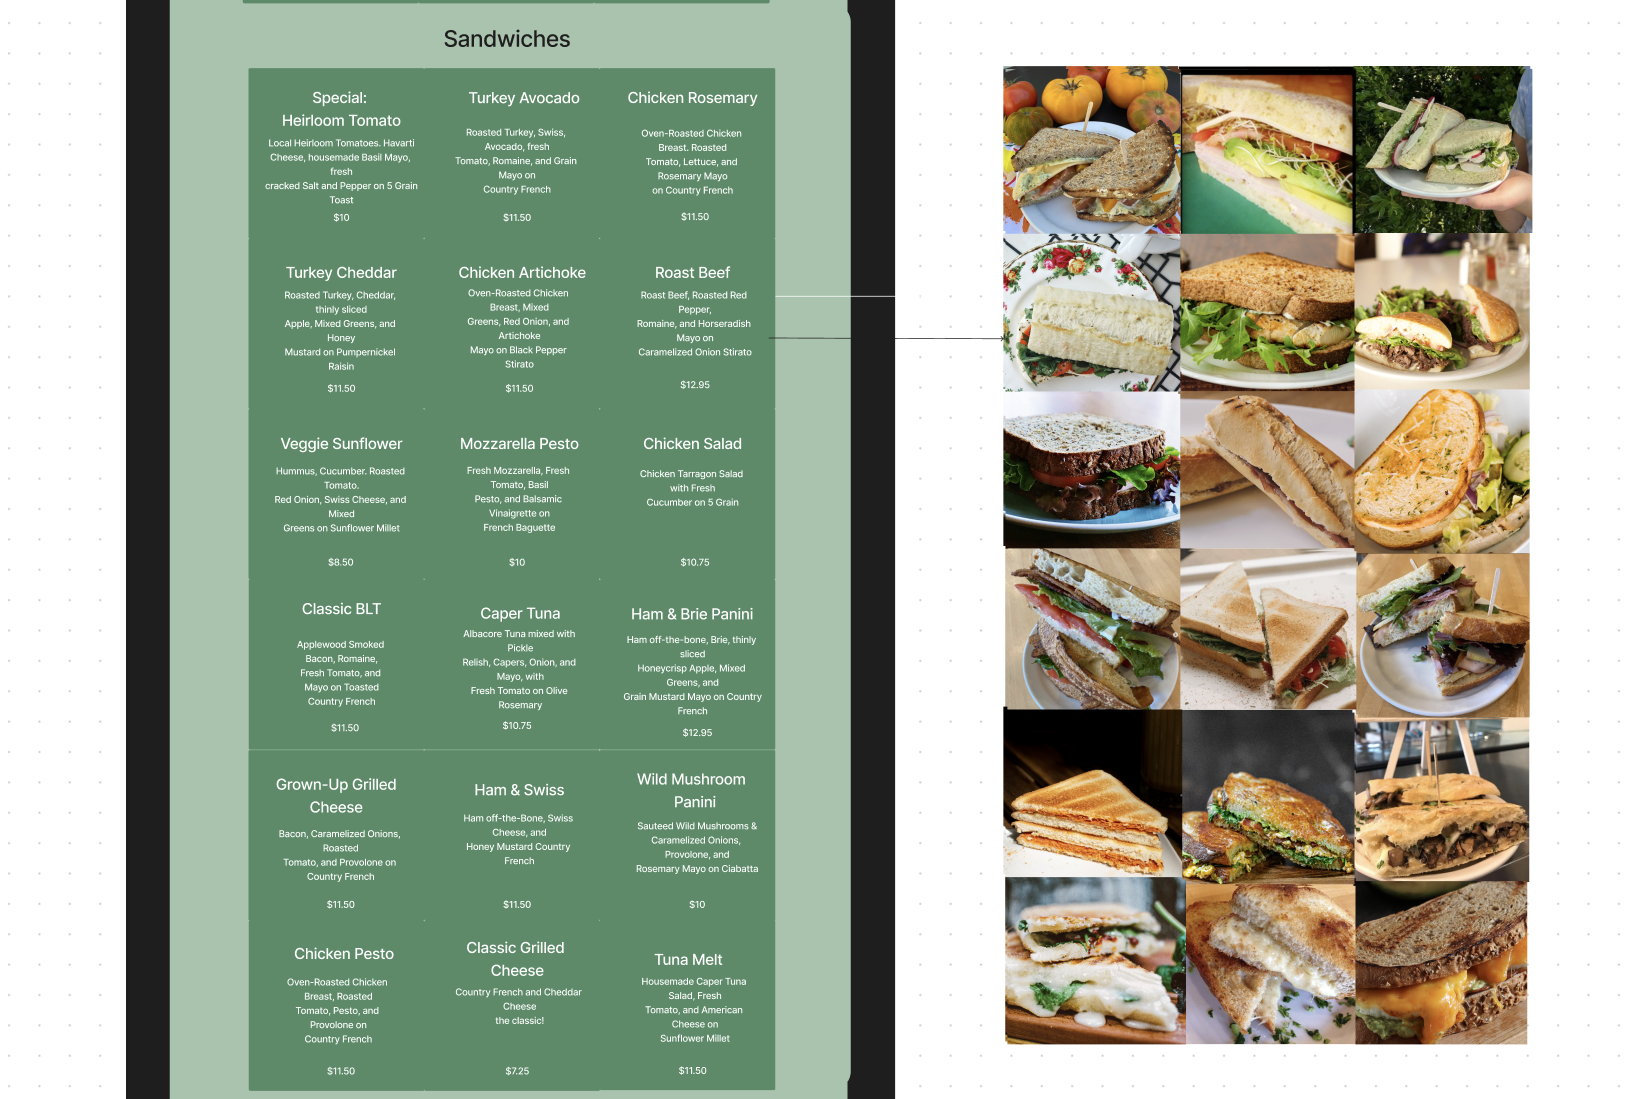 Sandwiches
Special:
Heirloom Tomato
Local Heirloom Tomatoes. Havarti
Cheese, housemade Basil Mayo,
fresh
cracked Salt and Pepper on 5 Grain
Toast
$10
Turkey Avocado
Roasted Turkey, Swiss,
Avocado, fresh
Tomato, Romaine, and Grain
Mayo on
Country French
$11.50
Chicken Rosemary
Oven-Roasted Chicken
Breast. Roasted
Tomato, Lettuce, and
Rosemary Mayo
on Country French
$11.50
Turkey Cheddar
Roasted Turkey, Cheddar,
thinly sliced
Apple, Mixed Greens, and
Honey
Mustard on Pumpernickel
Raisin
$11.50
Chicken Artichoke
Oven-Roasted Chicken
Breast, Mixed
Greens, Red Onion, and
Artichoke
Mayo on Black Pepper
Stirato
$11.50
Roast Beef
Roast Beef, Roasted Red
Pepper,
Romaine, and Horseradish
Mayo on
Caramelized Onion Stirato
$12.95
Veggie Sunflower
Hummus, Cucumber. Roasted
Tomato.
Red Onion, Swiss Cheese, and
Mixed
Greens on Sunflower Millet
$8.50
Mozzarella Pesto
Fresh Mozzarella, Fresh
Tomato, Basil
Pesto, and Balsamic
Vinaigrette on
French Baguette
$10
Chicken Salad
Chicken Tarragon Salad
with Fresh
Cucumber on 5 Grain
$10.75
Classic BLT
Applewood Smoked
Bacon, Romaine,
Fresh Tomato, and
Mayo on Toasted
Country French
$11.50
Caper Tuna
Albacore Tuna mixed with
Pickle
Relish, Capers, Onion, and
Mayo, with
Fresh Tomato on Olive
Rosemary
$10.75
Ham & Brie Panini
Ham off-the-bone, Brie, thinly
sliced
Honeycrisp Apple, Mixed
Greens, and
Grain Mustard Mayo on Country
French
$12.95
Grown-Up Grilled
Cheese
Bacon, Caramelized Onions,
Roasted
Tomato, and Provolone on
Country French
$11.50
Ham & Swiss
Ham off-the-Bone, Swiss
Cheese, and
Honey Mustard Country
French
$11.50
Wild Mushroom
Panini
Sauteed Wild Mushrooms &
Caramelized Onions,
Provolone, and
Rosemary Mayo on Ciabatta
$10
Chicken Pesto
Oven-Roasted Chicken
Breast, Roasted
Tomato, Pesto, and
Provolone on
Country French
$11.50
Classic Grilled
Cheese
Country French and Cheddar
Cheese
the classic!
$7.25
Tuna Melt
Housemade Caper Tuna
Salad, Fresh
Tomato, and American
Cheese on
Sunflower Millet
$11.50